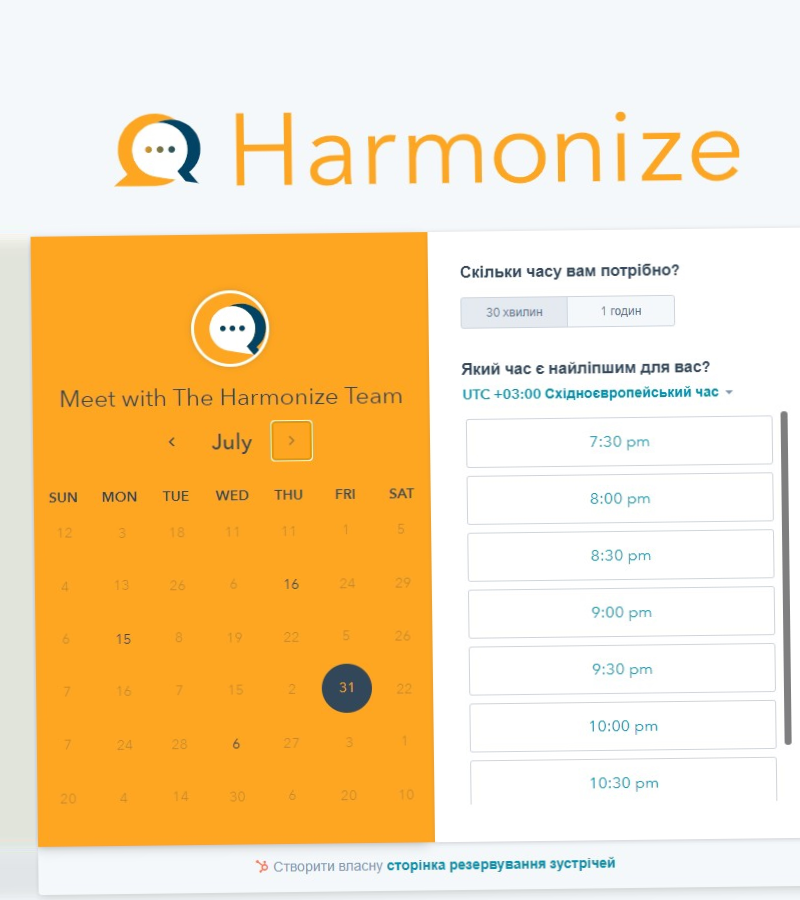 Harmonize
Meet with The Harmonize Team
July
SUN MON TUE WED THU FRI SAT
12 3 18 11 11 1 5
4 13 26 6 16 24 29
6 15 8 19 22 5 26
7 16 7 15 2 31 22
7 24 28 6 27 3 1
20 4 14 30 6 20 10
Скільки часу вам потрібно?
30 хвилин 1 годин
Який час є найліпшим для вас?
UTC +03:00 Східноєвропейський час
7:30 pm
8:00 pm
8:30 pm
9:00 pm
9:30 pm
10:00 pm
10:30 pm
Створити власну сторінка резервування зустрічей